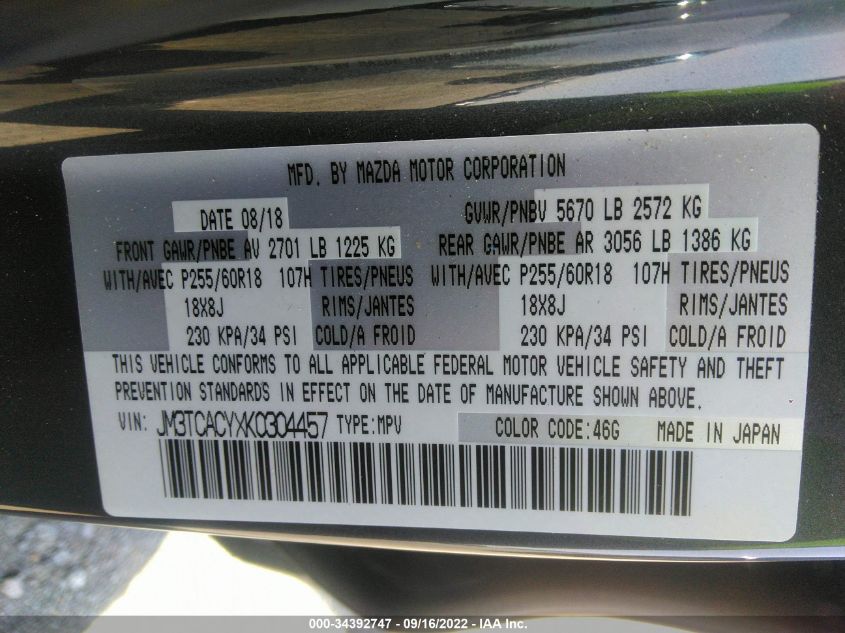 MFD. BY MAZDA MOTOR CORPORATION
DATE 08/18 GVWR/PNBV 5670 LB 2572 KG
FRONT GAWR/PNBE AV 2701 LB 1225 KG REAR GAWR/PNBE AR 3056 LB 1386 KG
WITH/AVEC P255/60R18 107H TIRES/PNEUS WITH/AVEC P255/60R18 107H TIRES/PNEUS
18X8J RIMS/JANTES 18X8J RIMS/JANTES
230 KPA/34 PSI COLD/A FROID 230 KPA/34 PSI COLD/A FROID
THIS VEHICLE CONFORMS TO ALL APPLICABLE FEDERAL MOTOR VEHICLE SAFETY AND THEFT
PREVENTION STANDARDS IN EFFECT ON THE DATE OF MANUFACTURE SHOWN ABOVE.
VIN: JM3TCACYXK0304457 TYPE:MPV COLOR CODE:46G MADE IN JAPAN
000-34392747 - 09/16/2022 - IAA Inc.